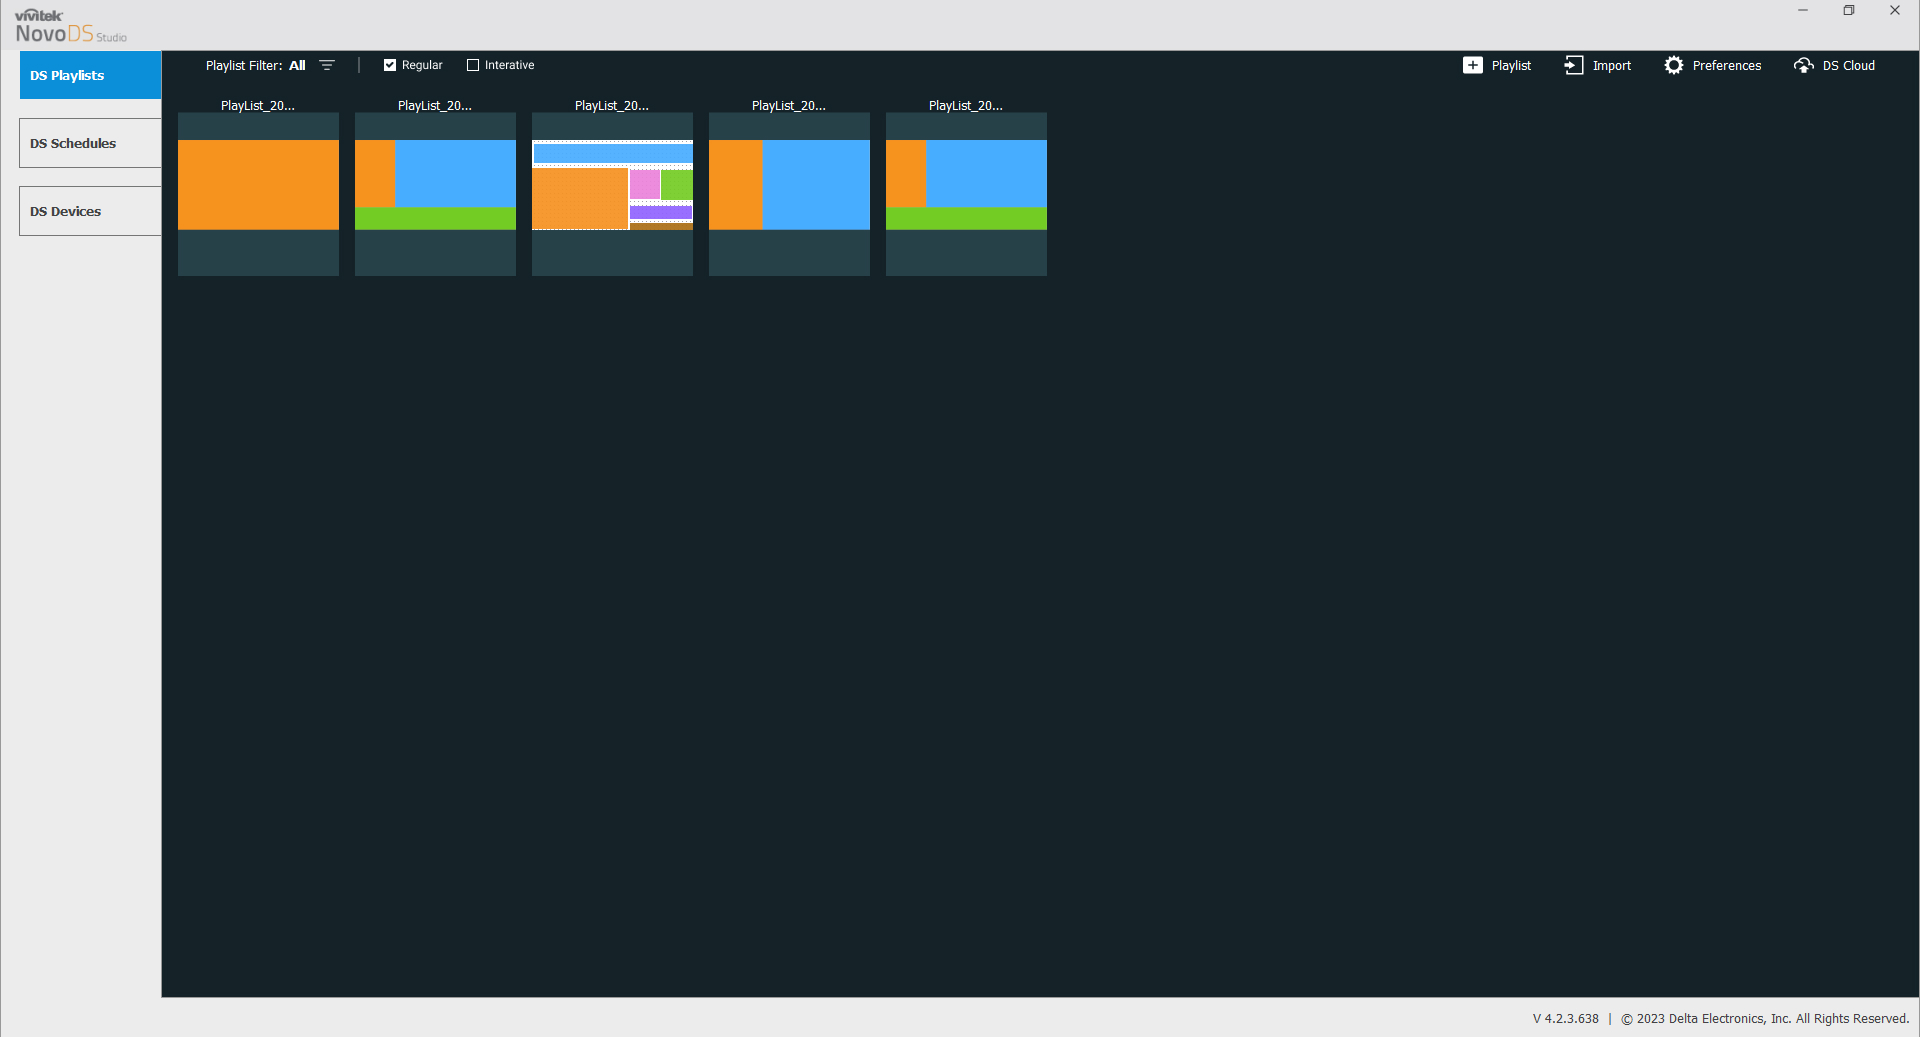 vivitek
NovoDS Studio
DS Playlists
DS Schedules
DS Devices
Playlist Filter: All | Regular Interative
Playlist Import Preferences DS Cloud
PlayList_20... PlayList_20... PlayList_20... PlayList_20... PlayList_20...
V 4.2.3.638 | © 2023 Delta Electronics, Inc. All Rights Reserved.